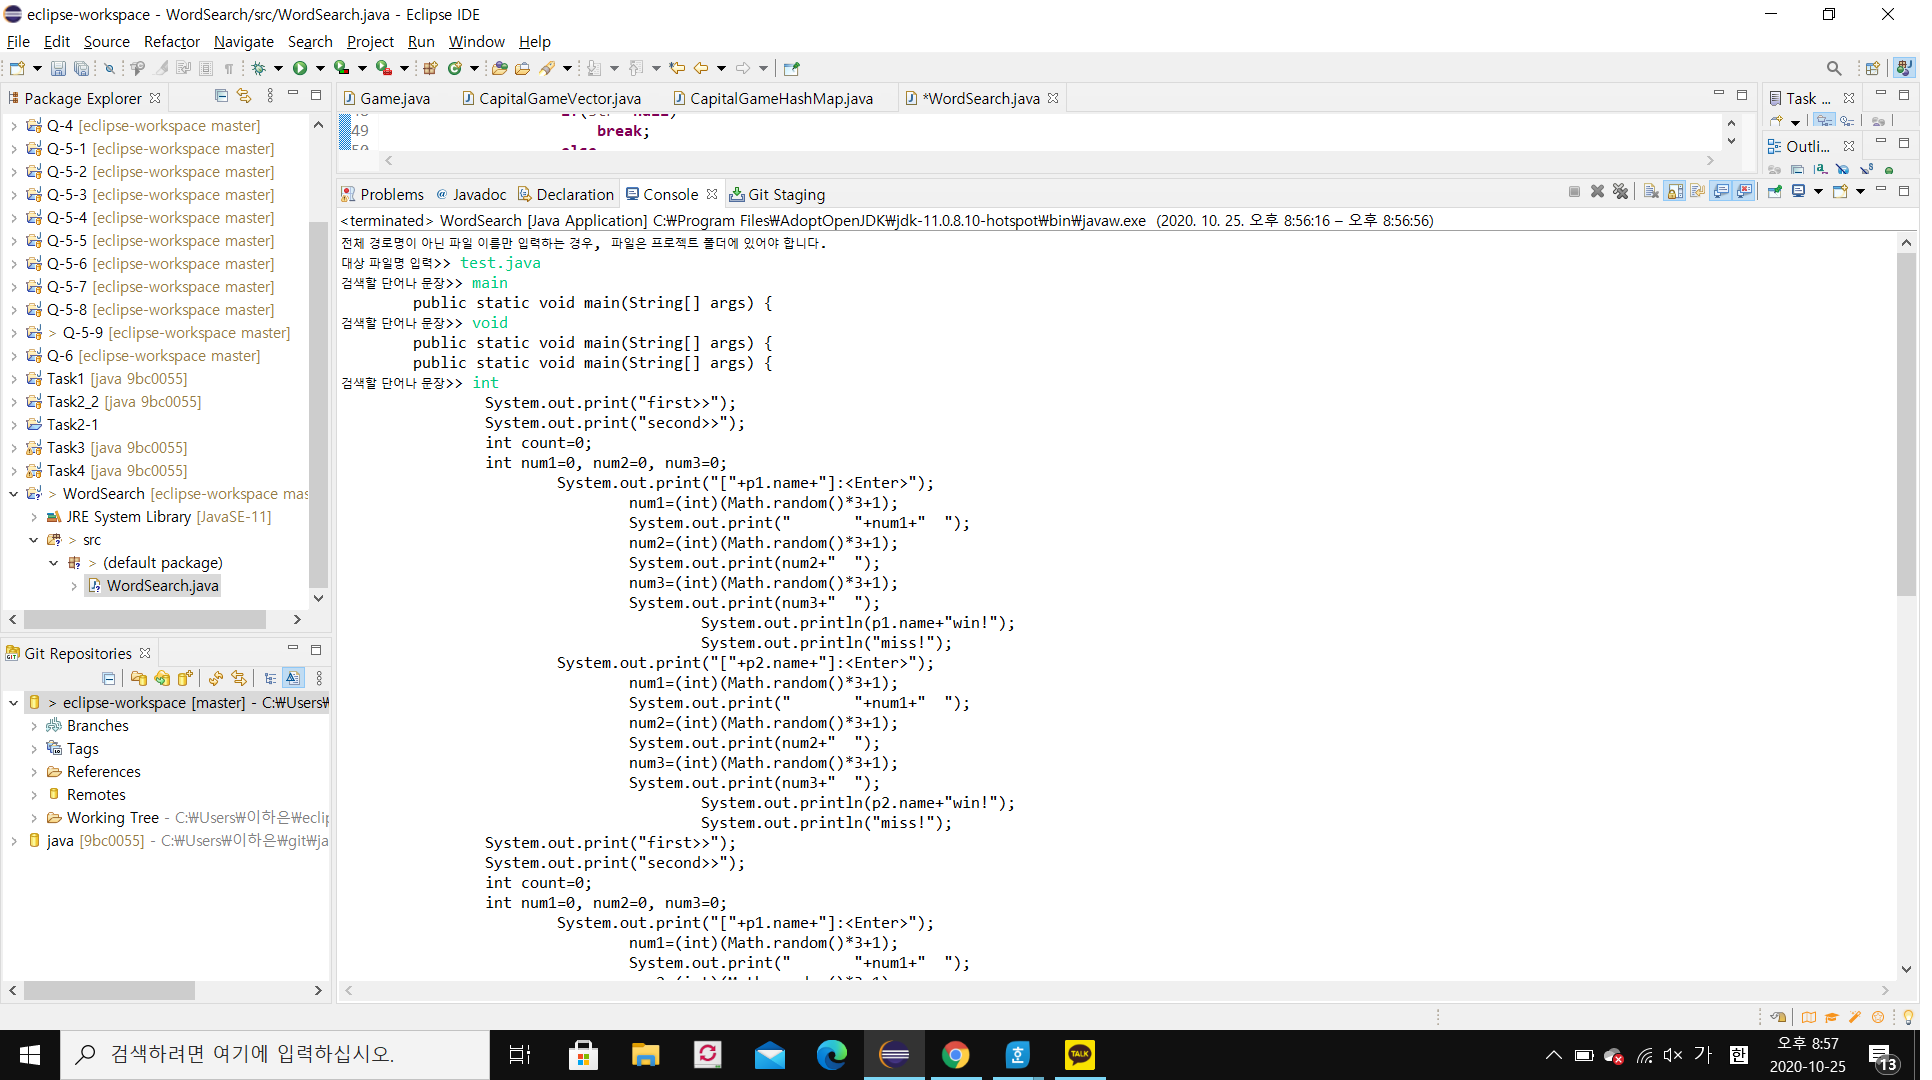 eclipse-workspace - WordSearch/src/WordSearch.java - Eclipse IDE
File Edit Source Refactor Navigate Search Project Run Window Help
Package Explorer
Game.java CapitalGameVector.java CapitalGameHashMap.java *WordSearch.java
Task ...
Outli...
Q-4 [eclipse-workspace master]
Q-5-1 [eclipse-workspace master]
Q-5-2 [eclipse-workspace master]
Q-5-3 [eclipse-workspace master]
Q-5-4 [eclipse-workspace master]
Q-5-5 [eclipse-workspace master]
Q-5-6 [eclipse-workspace master]
Q-5-7 [eclipse-workspace master]
Q-5-8 [eclipse-workspace master]
> Q-5-9 [eclipse-workspace master]
Q-6 [eclipse-workspace master]
Task1 [java 9bc0055]
Task2_2 [java 9bc0055]
Task2-1
Task3 [java 9bc0055]
Task4 [java 9bc0055]
> WordSearch [eclipse-workspace mas
JRE System Library [JavaSE-11]
> src
> (default package)
WordSearch.java
Git Repositories
> eclipse-workspace [master] - C:₩Users₩
Branches
Tags
References
Remotes
Working Tree - C:₩Users₩이하은₩eclip
java [9bc0055] - C:₩Users₩이하은₩git₩ja
49 break;
50 else
Problems Javadoc Declaration Console Git Staging
<terminated> WordSearch [Java Application] C:₩Program Files₩AdoptOpenJDK₩jdk-11.0.8.10-hotspot₩bin₩javaw.exe (2020. 10. 25. 오후 8:56:16 – 오후 8:56:56)
전체 경로명이 아닌 파일 이름만 입력하는 경우, 파일은 프로젝트 폴더에 있어야 합니다.
대상 파일명 입력>> test.java
검색할 단어나 문장>> main
public static void main(String[] args) {
검색할 단어나 문장>> void
public static void main(String[] args) {
public static void main(String[] args) {
검색할 단어나 문장>> int
System.out.print("first>>");
System.out.print("second>>");
int count=0;
int num1=0, num2=0, num3=0;
System.out.print("["+p1.name+"]:<Enter>");
num1=(int)(Math.random()*3+1);
System.out.print("       "+num1+"  ");
num2=(int)(Math.random()*3+1);
System.out.print(num2+"  ");
num3=(int)(Math.random()*3+1);
System.out.print(num3+"  ");
System.out.println(p1.name+"win!");
System.out.println("miss!");
System.out.print("["+p2.name+"]:<Enter>");
num1=(int)(Math.random()*3+1);
System.out.print("       "+num1+"  ");
num2=(int)(Math.random()*3+1);
System.out.print(num2+"  ");
num3=(int)(Math.random()*3+1);
System.out.print(num3+"  ");
System.out.println(p2.name+"win!");
System.out.println("miss!");
System.out.print("first>>");
System.out.print("second>>");
int count=0;
int num1=0, num2=0, num3=0;
System.out.print("["+p1.name+"]:<Enter>");
num1=(int)(Math.random()*3+1);
System.out.print("       "+num1+"  ");
num2=(int)(Math.random()*3+1);
검색하려면 여기에 입력하십시오.
TALK
가 한
오후 8:57
2020-10-25
13